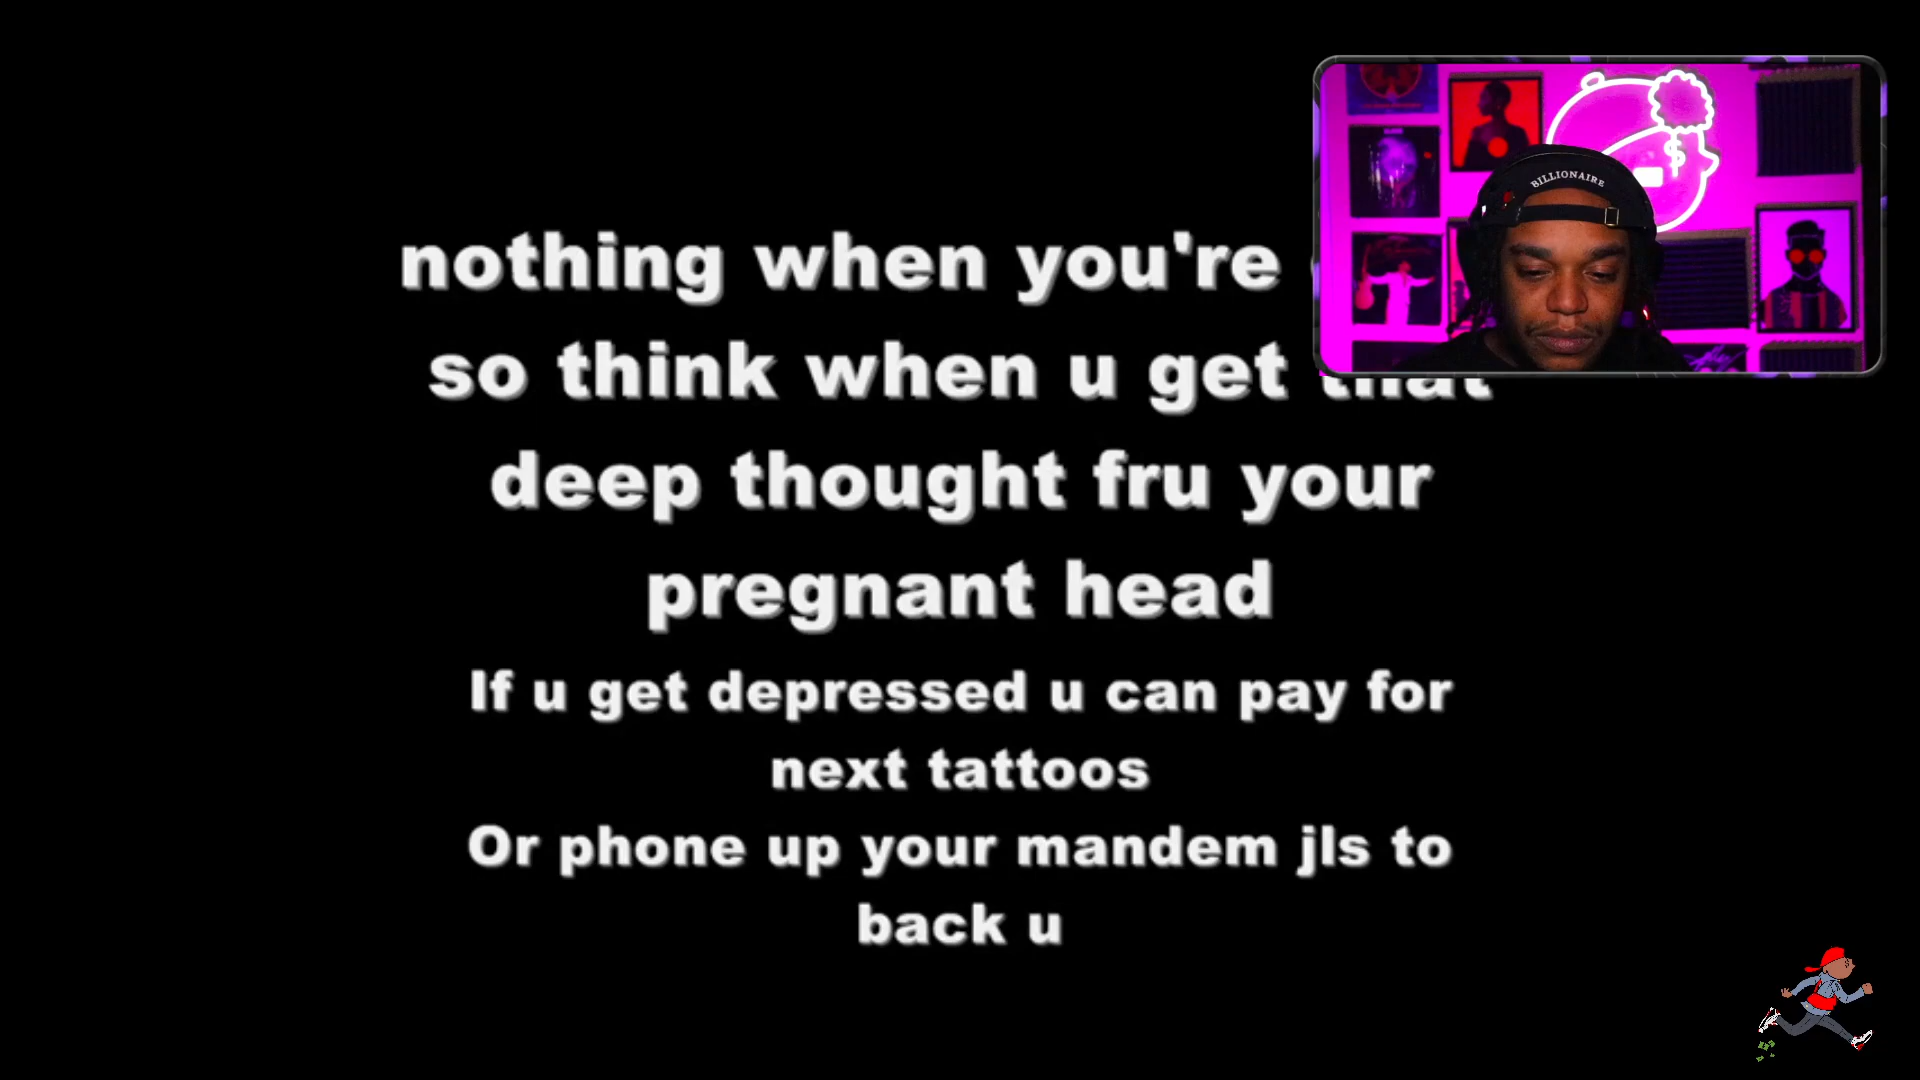 nothing when you're
so think when u get that
deep thought fru your
pregnant head
If u get depressed u can pay for
next tattoos
Or phone up your mandem jls to
back u
BILLIONAIRE
$